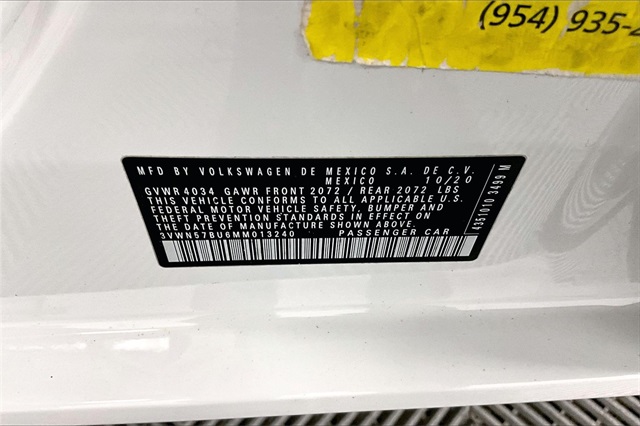 (954) 935-2
MFD BY VOLKSWAGEN DE MEXICO S.A. DE C.V.
MEXICO 10/20
GVWR 4034 GAWR FRONT 2072 / REAR 2072 LBS
THIS VEHICLE CONFORMS TO ALL APPLICABLE U.S.
FEDERAL MOTOR VEHICLE SAFETY, BUMPER AND
THEFT PREVENTION STANDARDS IN EFFECT ON
THE DATE OF MANUFACTURE SHOWN ABOVE.
3VWN57BU6MM013240 PASSENGER CAR
4351010 3499 M